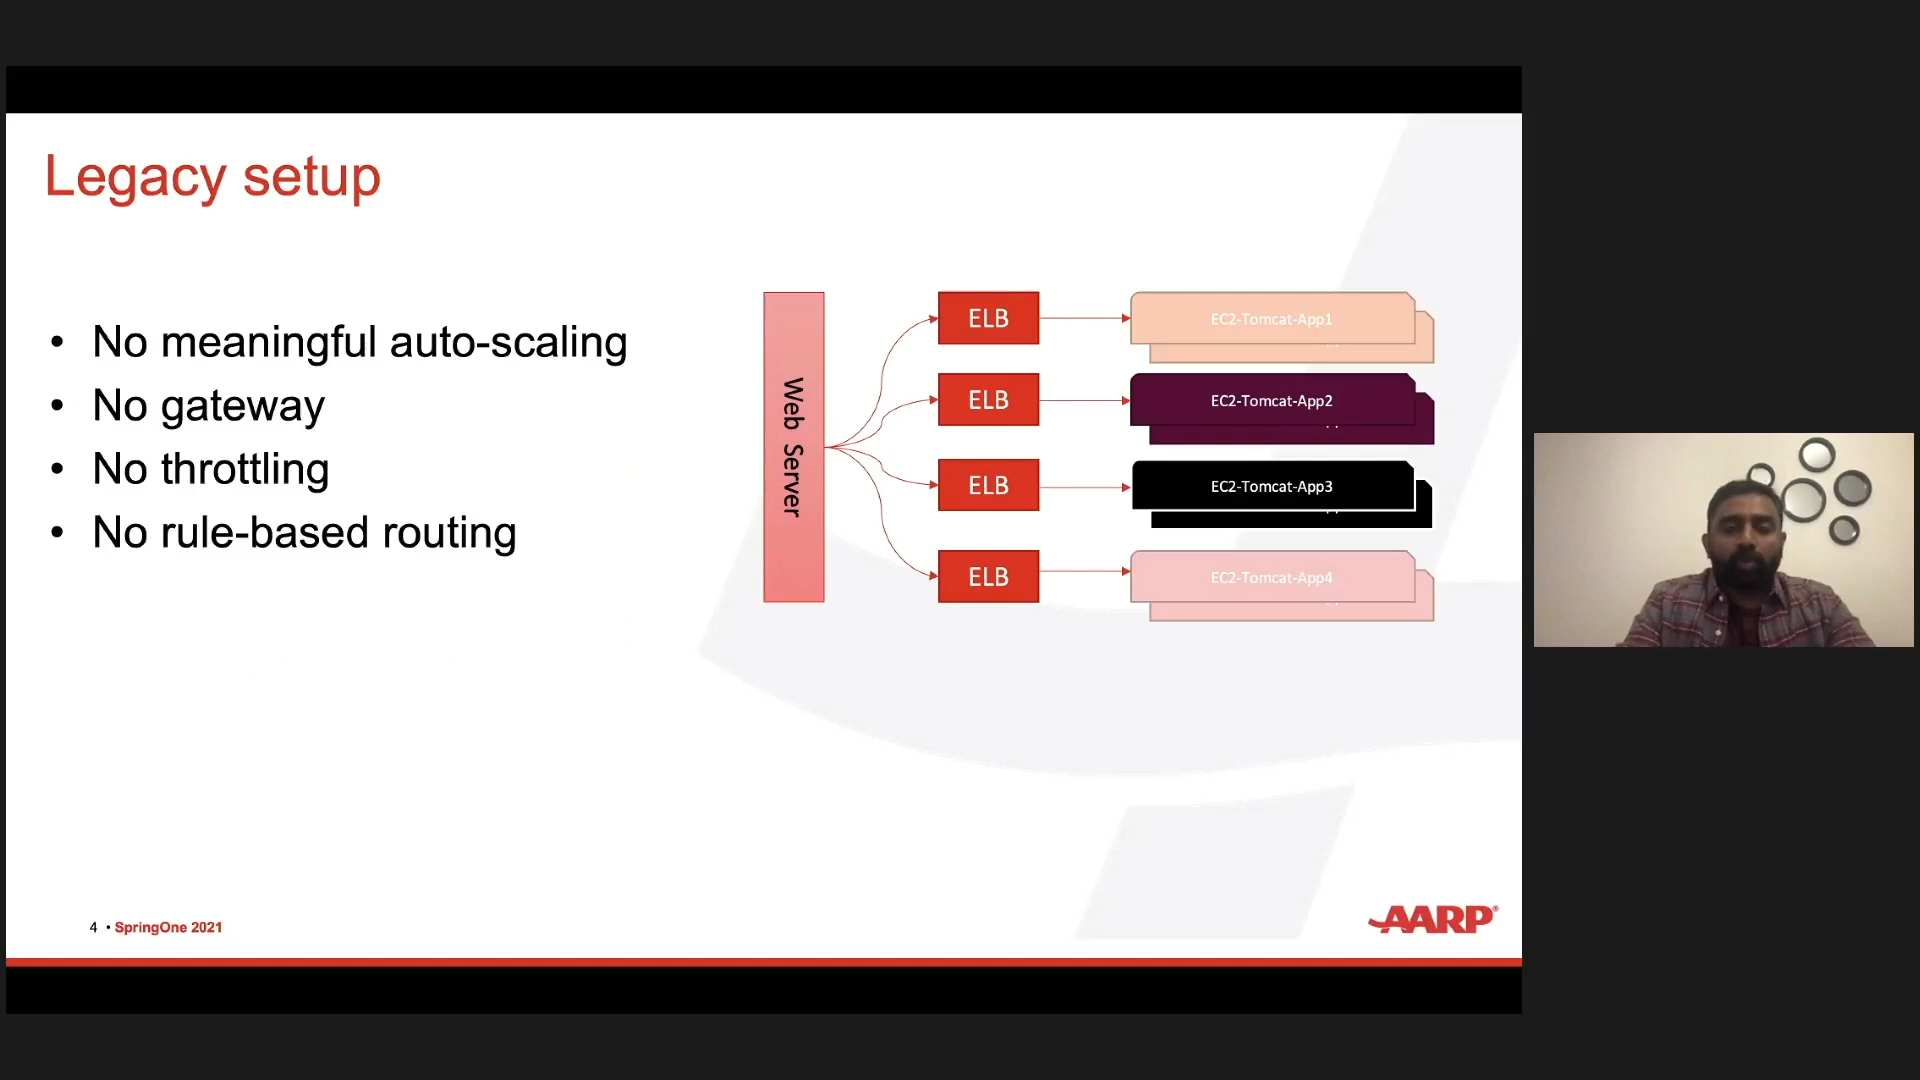 Legacy setup
• No meaningful auto-scaling
• No gateway
• No throttling
• No rule-based routing
Web Server
ELB
EC2-Tomcat-App1
ELB
EC2-Tomcat-App2
ELB
EC2-Tomcat-App3
ELB
EC2-Tomcat-App4
4 • SpringOne 2021
AARP®